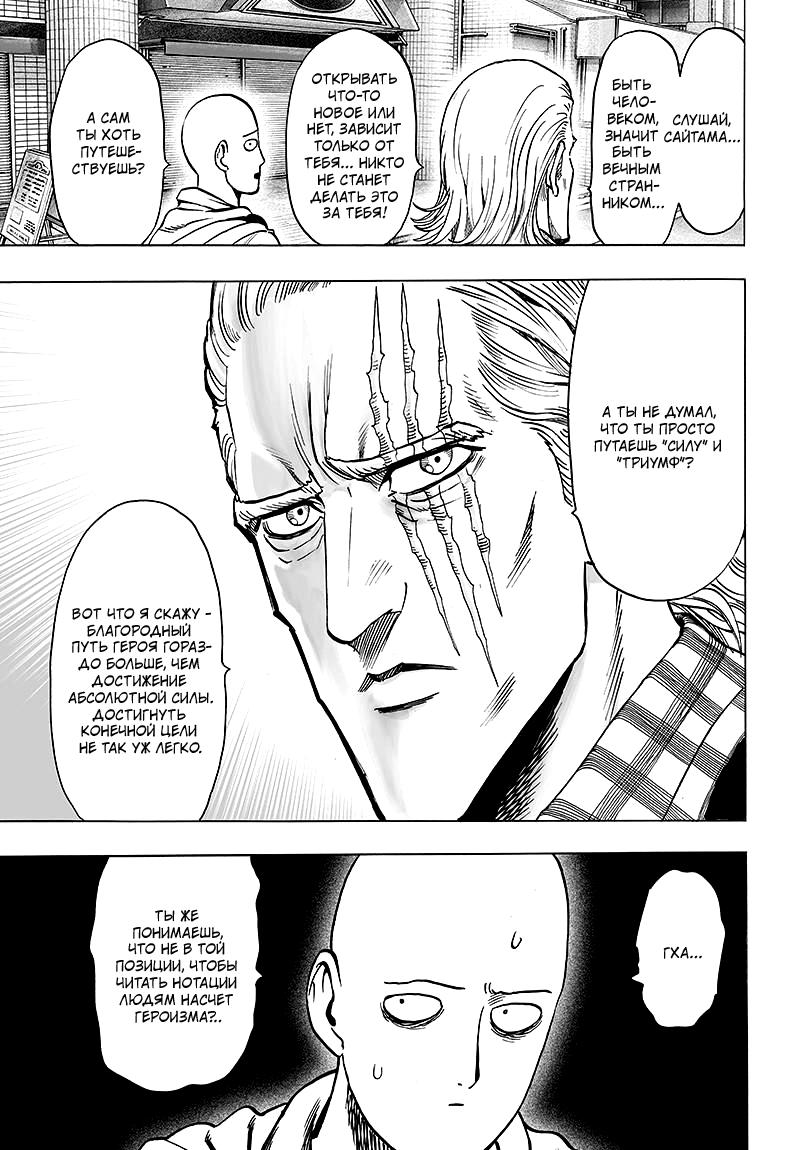 СЛУШАЙ,
САЙТАМА...
БЫТЬ
ЧЕЛО-
ВЕКОМ,
ЗНАЧИТ
БЫТЬ
ВЕЧНЫМ
СТРАН-
НИКОМ...
ОТКРЫВАТЬ
ЧТО-ТО
НОВОЕ ИЛИ
НЕТ, ЗАВИСИТ
ТОЛЬКО ОТ
ТЕБЯ... НИКТО
НЕ СТАНЕТ
ДЕЛАТЬ ЭТО
ЗА ТЕБЯ!
А САМ
ТЫ ХОТЬ
ПУТЕШЕ-
СТВУЕШЬ?
А ТЫ НЕ ДУМАЛ,
ЧТО ТЫ ПРОСТО
ПУТАЕШЬ "СИЛУ" И
"ТРИУМФ"?
ВОТ ЧТО Я СКАЖУ -
БЛАГОРОДНЫЙ
ПУТЬ ГЕРОЯ ГОРАЗ-
ДО БОЛЬШЕ, ЧЕМ
ДОСТИЖЕНИЕ
АБСОЛЮТНОЙ СИЛЫ.
ДОСТИГНУТЬ
КОНЕЧНОЙ ЦЕЛИ
НЕ ТАК УЖ ЛЕГКО.
ГХА...
ТЫ ЖЕ
ПОНИМАЕШЬ,
ЧТО НЕ В ТОЙ
ПОЗИЦИИ, ЧТОБЫ
ЧИТАТЬ НОТАЦИИ
ЛЮДЯМ НАСЧЕТ
ГЕРОИЗМА?..